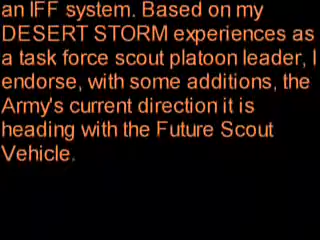 an IFF system. Based on my
DESERT STORM experiences as
a task force scout platoon leader, I
endorse, with some additions, the
Army's current direction it is
heading with the Future Scout
Vehicle.